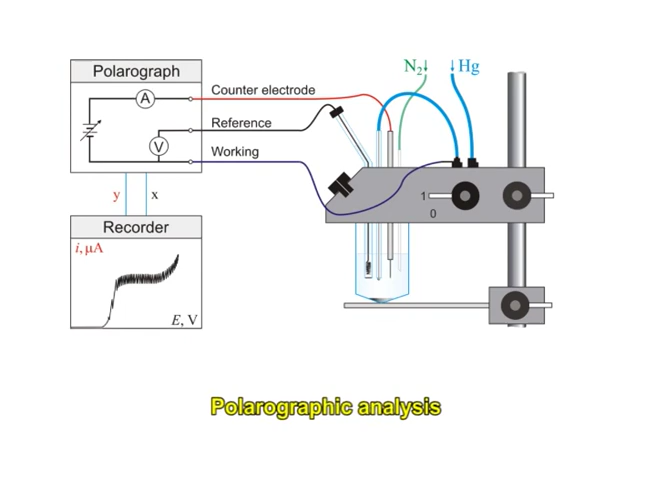 Polarograph
A
V
Counter electrode
Reference
Working
N₂↓
↓Hg
1
0
y
x
Recorder
i, µA
E, V
Polarographic analysis